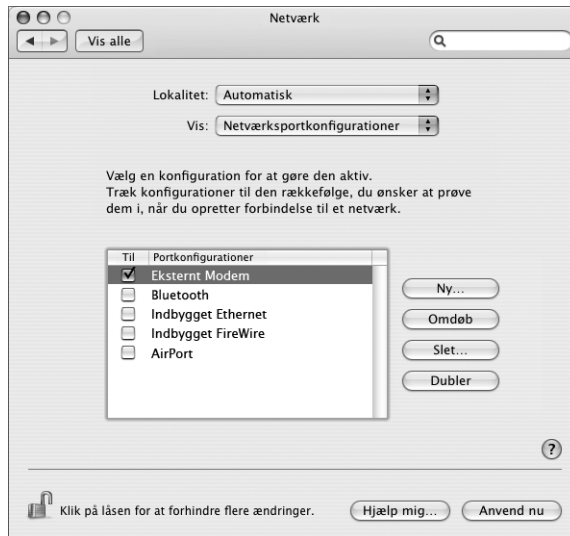 Netværk
Vis alle
Lokalitet: Automatisk
Vis: Netværksportkonfigurationer
Vælg en konfiguration for at gøre den aktiv.
Træk konfigurationer til den rækkefølge, du ønsker at prøve
dem i, når du opretter forbindelse til et netværk.
Til Portkonfigurationer
Eksternt Modem
Bluetooth
Indbygget Ethernet
Indbygget FireWire
AirPort
Ny...
Omdøb
Slet...
Dubler
?
Klik på låsen for at forhindre flere ændringer.
Hjælp mig...
Anvend nu